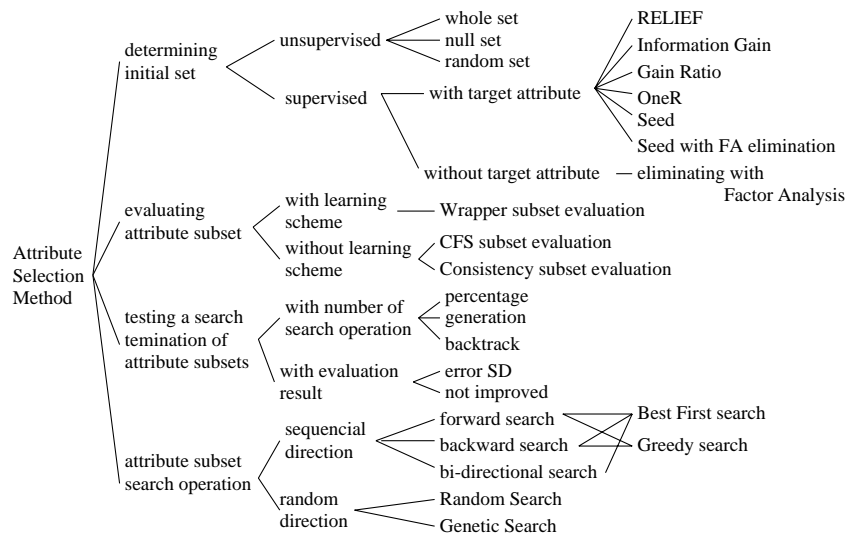 Attribute
Selection
Method
determining
initial set
unsupervised
whole set
null set
random set
supervised
with target attribute
RELIEF
Information Gain
Gain Ratio
OneR
Seed
Seed with FA elimination
without target attribute
eliminating with
Factor Analysis
evaluating
attribute subset
with learning
scheme
Wrapper subset evaluation
without learning
scheme
CFS subset evaluation
Consistency subset evaluation
testing a search
temination of
attribute subsets
with number of
search operation
percentage
generation
backtrack
with evaluation
result
error SD
not improved
attribute subset
search operation
sequencial
direction
forward search
backward search
bi-directional search
Best First search
Greedy search
random
direction
Random Search
Genetic Search